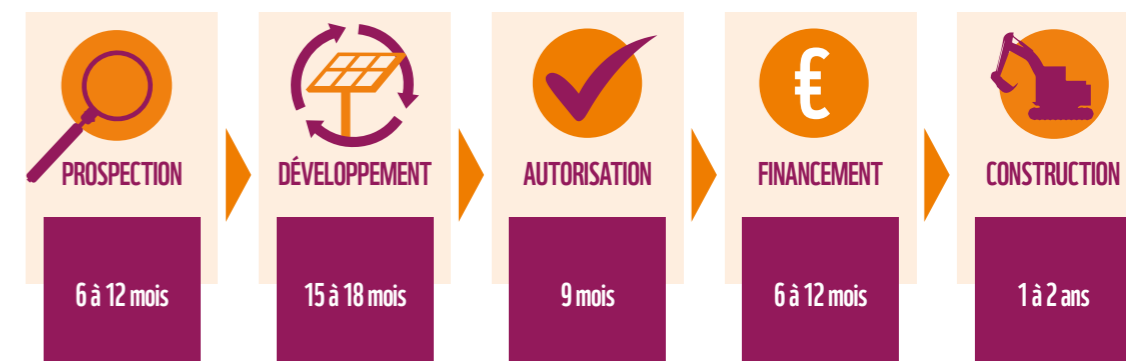 PROSPECTION
DÉVELOPPEMENT
AUTORISATION
FINANCEMENT
CONSTRUCTION
6 à 12 mois
15 à 18 mois
9 mois
6 à 12 mois
1 à 2 ans